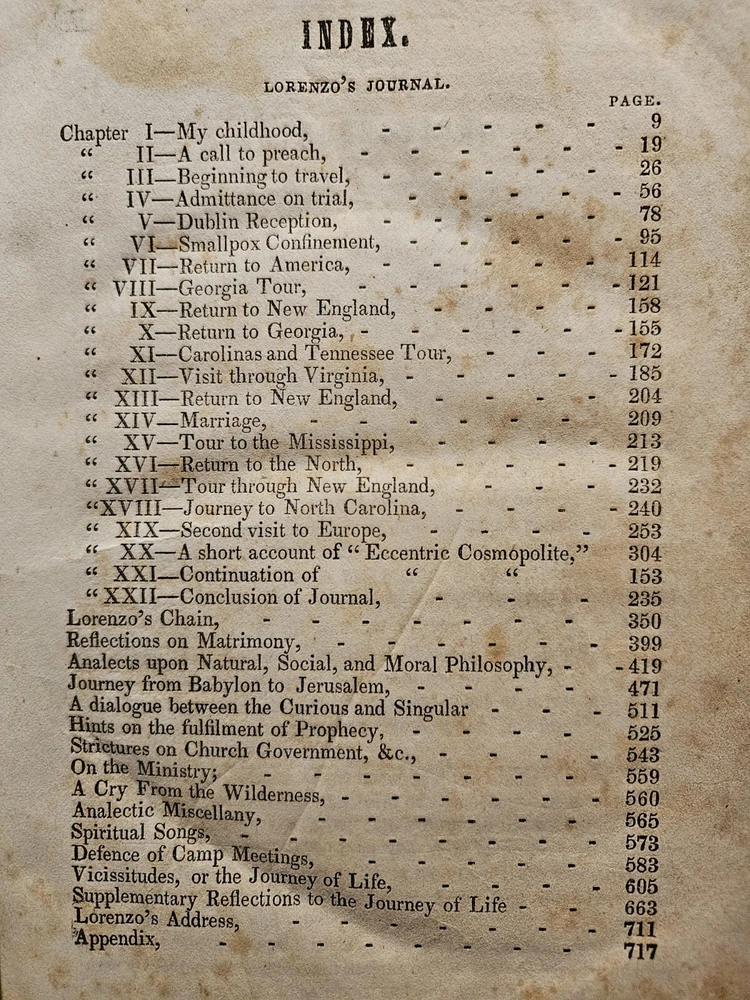 INDEX.
LORENZO'S JOURNAL.
PAGE.
Chapter I—My childhood, - - - - - 9
“ II—A call to preach, - - - - - 19
“ III—Beginning to travel, - - - - - 26
“ IV—Admittance on trial, - - - - - 56
“ V—Dublin Reception, - - - - - 78
“ VI—Smallpox Confinement, - - - - - 95
“ VII—Return to America, - - - - - 114
“ VIII—Georgia Tour, - - - - - - 121
“ IX—Return to New England, - - - - 158
“ X—Return to Georgia, - - - - - - 155
“ XI—Carolinas and Tennessee Tour, - - - 172
“ XII—Visit through Virginia, - - - - - 185
“ XIII—Return to New England, - - - - 204
“ XIV—Marriage, - - - - - - 209
“ XV—Tour to the Mississippi, - - - - 213
“ XVI—Return to the North, - - - - - 219
“ XVII—Tour through New England, - - - - 232
“XVIII—Journey to North Carolina, - - - - 240
“ XIX—Second visit to Europe, - - - - 253
“ XX—A short account of “ Eccentric Cosmopolite,” 304
“ XXI—Continuation of “ “ 153
“ XXII—Conclusion of Journal, - - - - 235
Lorenzo's Chain, - - - - - - - 350
Reflections on Matrimony, - - - - - - 399
Analects upon Natural, Social, and Moral Philosophy, - - 419
Journey from Babylon to Jerusalem, - - - - 471
A dialogue between the Curious and Singular - - - 511
Hints on the fulfilment of Prophecy, - - - - 525
Strictures on Church Government, &c., - - - - 543
On the Ministry; - - - - - - - 559
A Cry From the Wilderness, - - - - - - 560
Analectic Miscellany, - - - - - - 565
Spiritual Songs, - - - - - - - 573
Defence of Camp Meetings, - - - - - 583
Vicissitudes, or the Journey of Life, - - - - 605
Supplementary Reflections to the Journey of Life - - 663
Lorenzo's Address, - - - - - - 711
Appendix, - - - - - - - 717